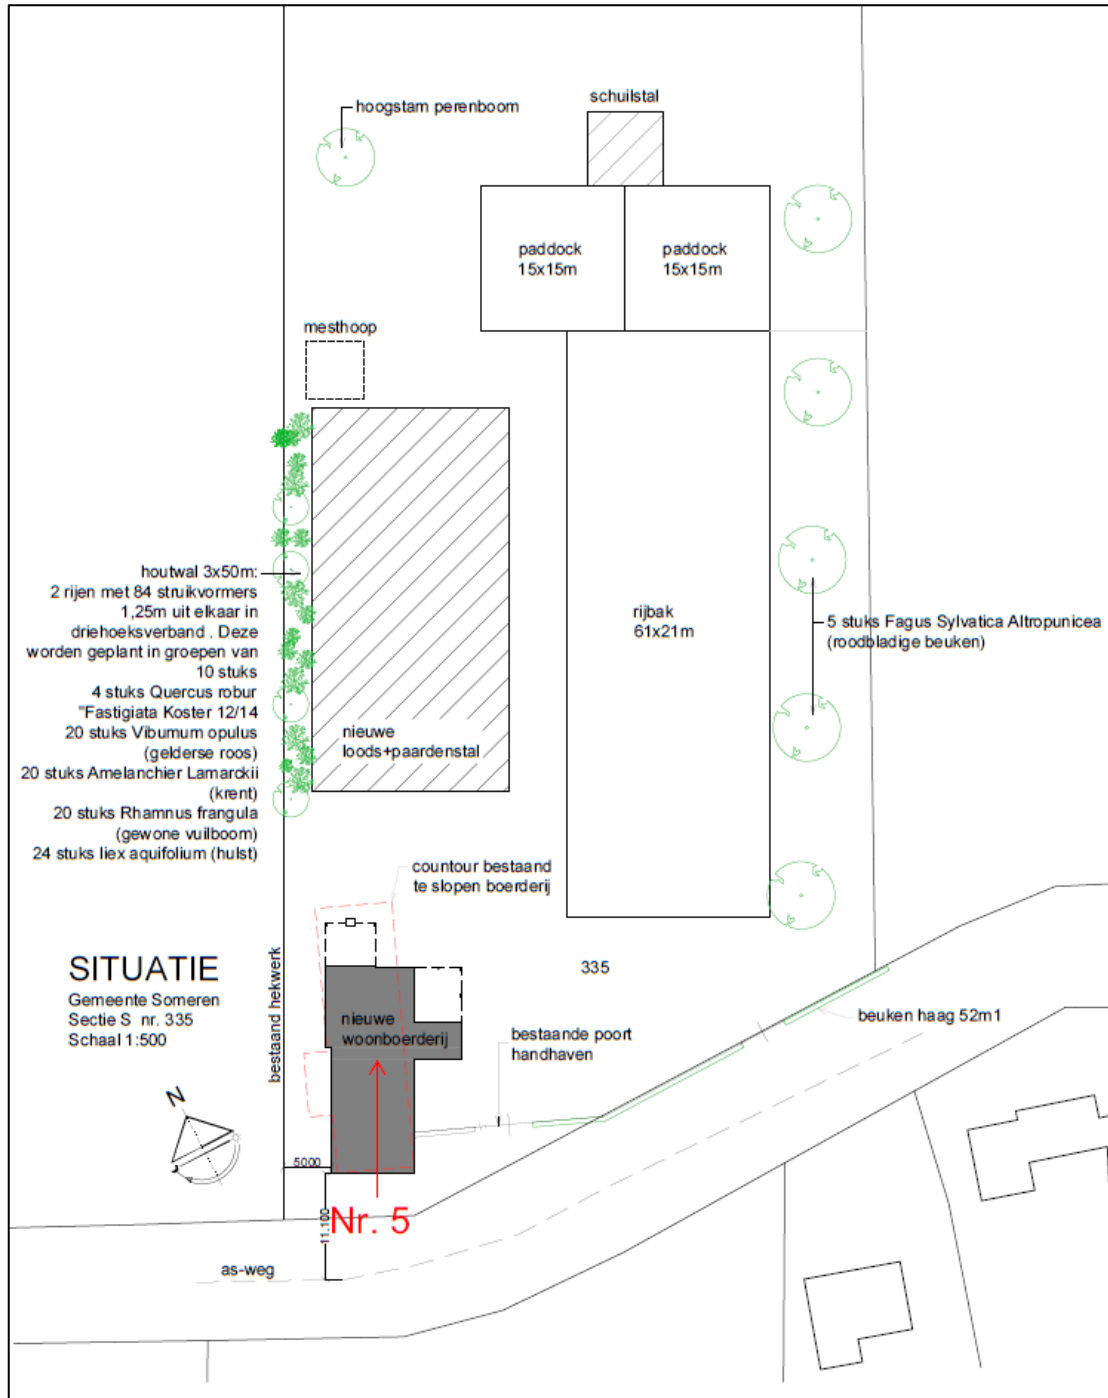 schuilstal
hoogstam perenboom
paddock
15x15m
paddock
15x15m
mesthoop
houtwal 3x50m:
2 rijen met 84 struikvormers
1,25m uit elkaar in
driehoeksverband . Deze
worden geplant in groepen van
10 stuks
4 stuks Quercus robur
"Fastigiata Koster 12/14
20 stuks Vibumum opulus
(gelderse roos)
20 stuks Amelanchier Lamarckii
(krent)
20 stuks Rhamnus frangula
(gewone vuilboom)
24 stuks liex aquifolium (hulst)
rijbak
61x21m
5 stuks Fagus Sylvatica Altropunicea
(roodbladige beuken)
nieuwe
loods+paardenstal
countour bestaand
te slopen boerderij
SITUATIE
Gemeente Someren
Sectie S nr. 335
Schaal 1:500
bestaand hekwerk
335
nieuwe
woonboerderij
bestaande poort
handhaven
beuken haag 52m1
N
5000
11.100
Nr. 5
as-weg